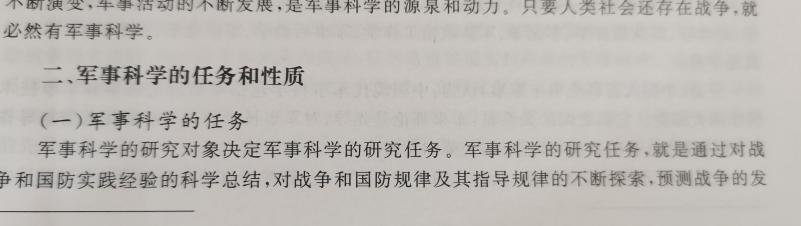 不断演变,军事活动的不断发展,是军事科学的源泉和动力。只要人类社会还存在战争,就
必然有军事科学。
二、军事科学的任务和性质
(一)军事科学的任务
军事科学的研究对象决定军事科学的研究任务。军事科学的研究任务,就是通过对战
争和国防实践经验的科学总结,对战争和国防规律及其指导规律的不断探索,预测战争的发